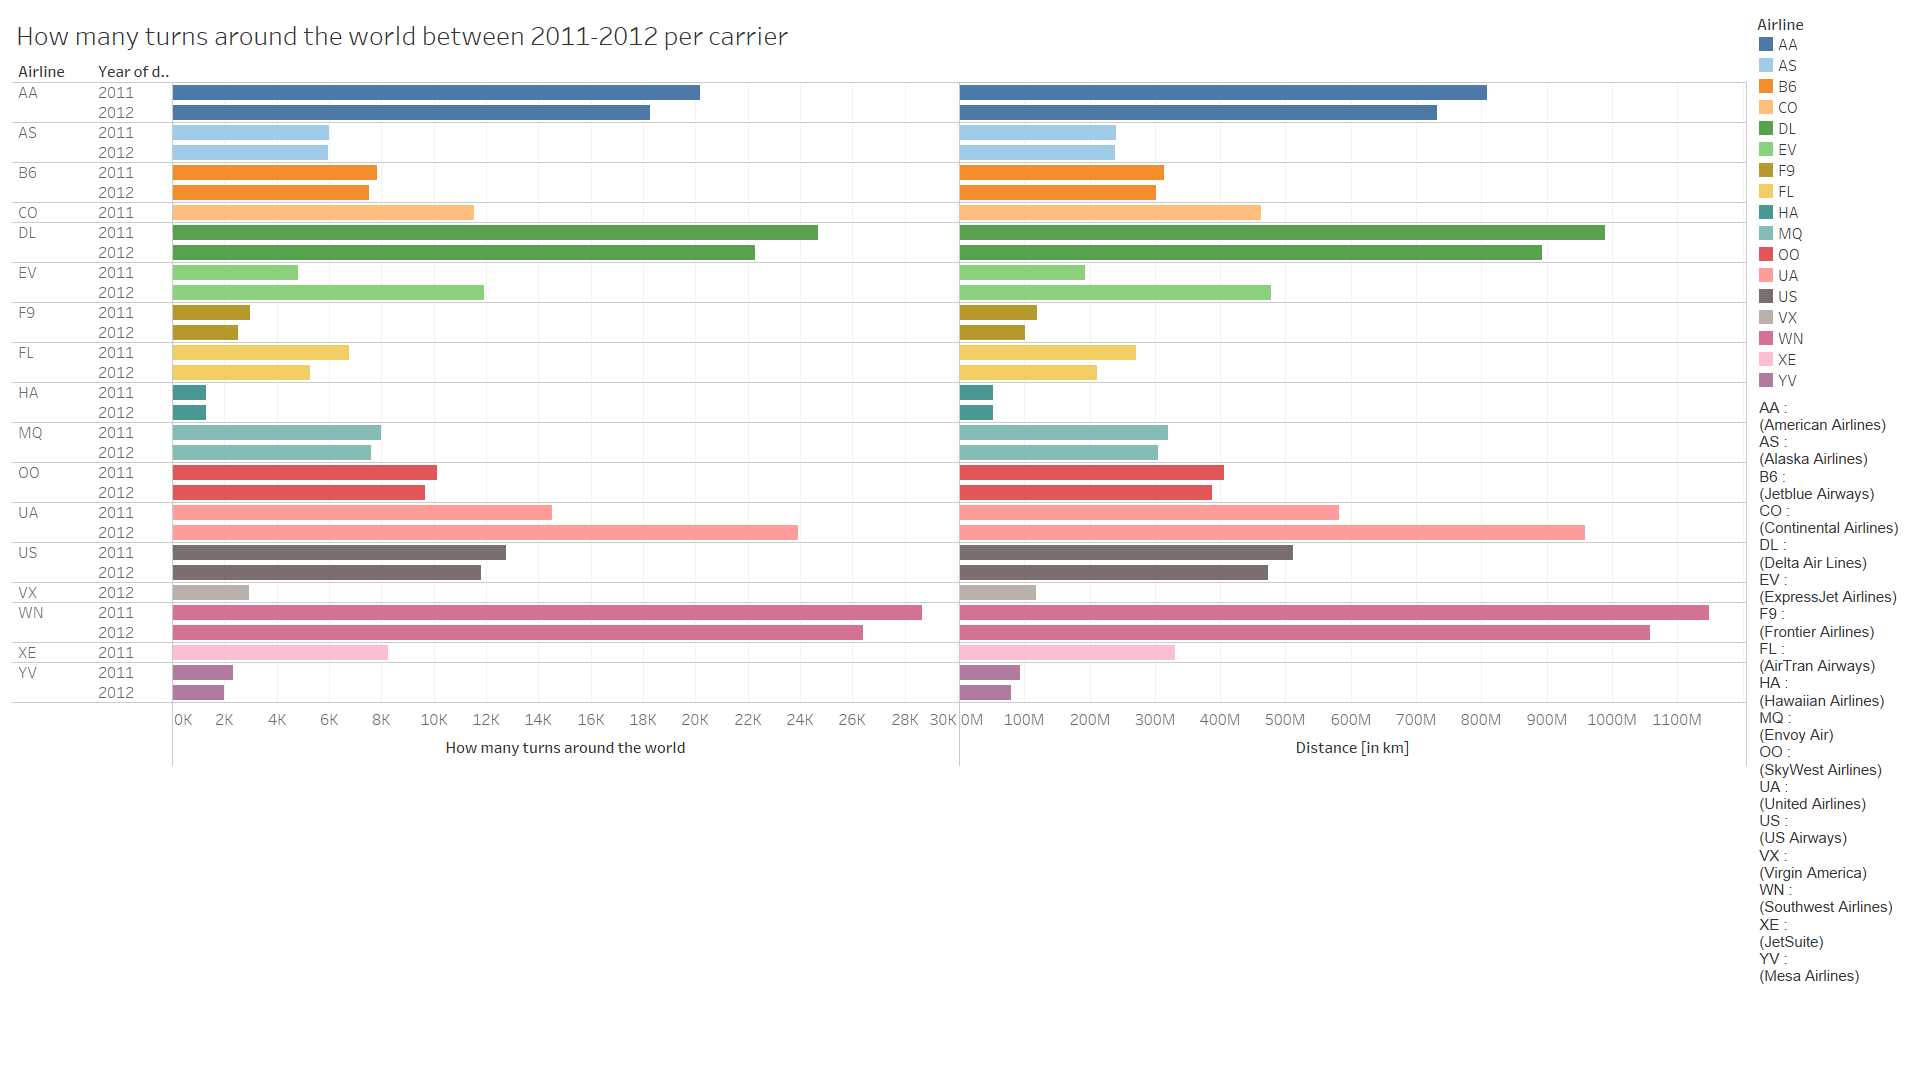 How many turns around the world between 2011-2012 per carrier
Airline Year of d..
AA 2011
2012
AS 2011
2012
B6 2011
2012
CO 2011
DL 2011
2012
EV 2011
2012
F9 2011
2012
FL 2011
2012
HA 2011
2012
MQ 2011
2012
OO 2011
2012
UA 2011
2012
US 2011
2012
VX 2012
WN 2011
2012
XE 2011
YV 2011
2012
0K 2K 4K 6K 8K 10K 12K 14K 16K 18K 20K 22K 24K 26K 28K 30K
How many turns around the world
0M 100M 200M 300M 400M 500M 600M 700M 800M 900M 1000M 1100M
Distance [in km]
Airline
AA
AS
B6
CO
DL
EV
F9
FL
HA
MQ
OO
UA
US
VX
WN
XE
YV
AA :
(American Airlines)
AS :
(Alaska Airlines)
B6 :
(Jetblue Airways)
CO :
(Continental Airlines)
DL :
(Delta Air Lines)
EV :
(ExpressJet Airlines)
F9 :
(Frontier Airlines)
FL :
(AirTran Airways)
HA :
(Hawaiian Airlines)
MQ :
(Envoy Air)
OO :
(SkyWest Airlines)
UA :
(United Airlines)
US :
(US Airways)
VX :
(Virgin America)
WN :
(Southwest Airlines)
XE :
(JetSuite)
YV :
(Mesa Airlines)